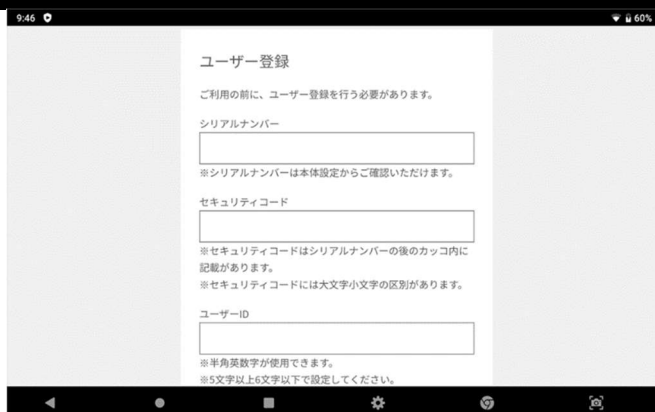 9:46
60%
ユーザー登録
ご利用の前に、ユーザー登録を行う必要があります。
シリアルナンバー
※シリアルナンバーは本体設定からご確認いただけます。
セキュリティコード
※セキュリティコードはシリアルナンバーの後のカッコ内に
記載があります。
※セキュリティコードには大文字小文字の区別があります。
ユーザーID
※半角英数字が使用できます。
※5文字以上6文字以下で設定してください。